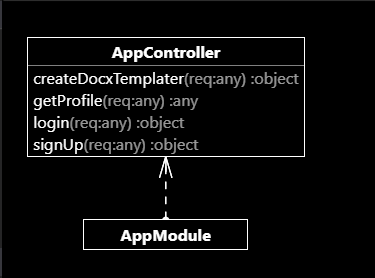 AppController
createDocxTemplater(req:any) :object
getProfile(req:any) :any
login(req:any) :object
signUp(req:any) :object
AppModule